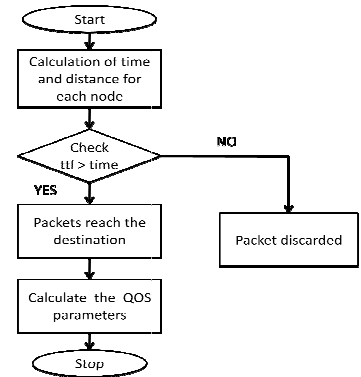 Start
Calculation of time
and distance for
each node
Check
ttl > time
NO
YES
Packets reach the
destination
Packet discarded
Calculate the QOS
parameters
Stop